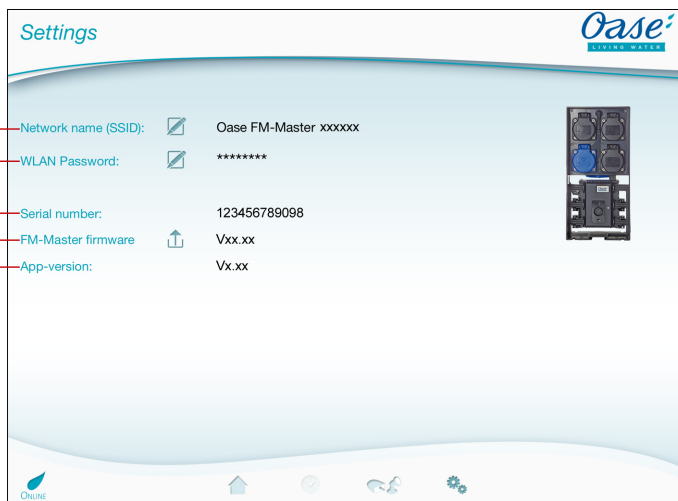 Settings
Oase
LIVING WATER
Network name (SSID): Oase FM-Master xxxxxx
WLAN Password: ********
Serial number: 123456789098
FM-Master firmware Vxx.xx
App-version: Vx.xx
ONLINE